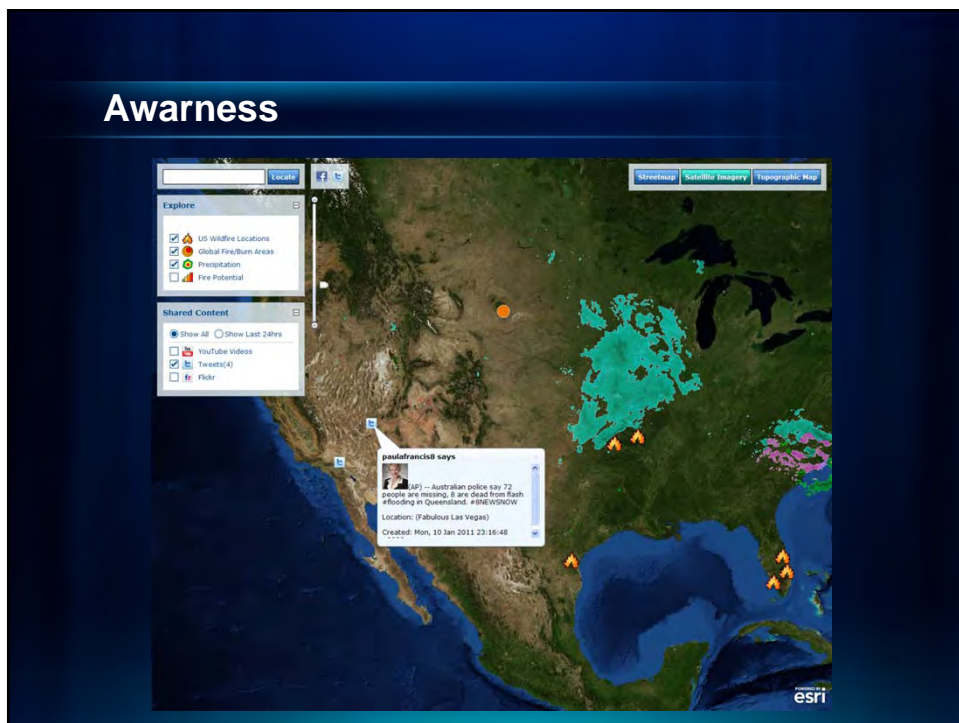 Awarness
Locate
Streetmap Satellite Imagery Topographic Map
Explore
US Wildfire Locations
Global Fire/Burn Areas
Precipitation
Fire Potential
Shared Content
Show All Show Last 24hrs
YouTube Videos
Tweets(4)
Flickr
paulafrancis8 says
(AP) -- Australian police say 72
people are missing, 8 are dead from flash
#flooding in Queensland. #8NEWSNOW
Location: (Fabulous Las Vegas)
Created: Mon, 10 Jan 2011 23:16:48
POWERED BY
esri